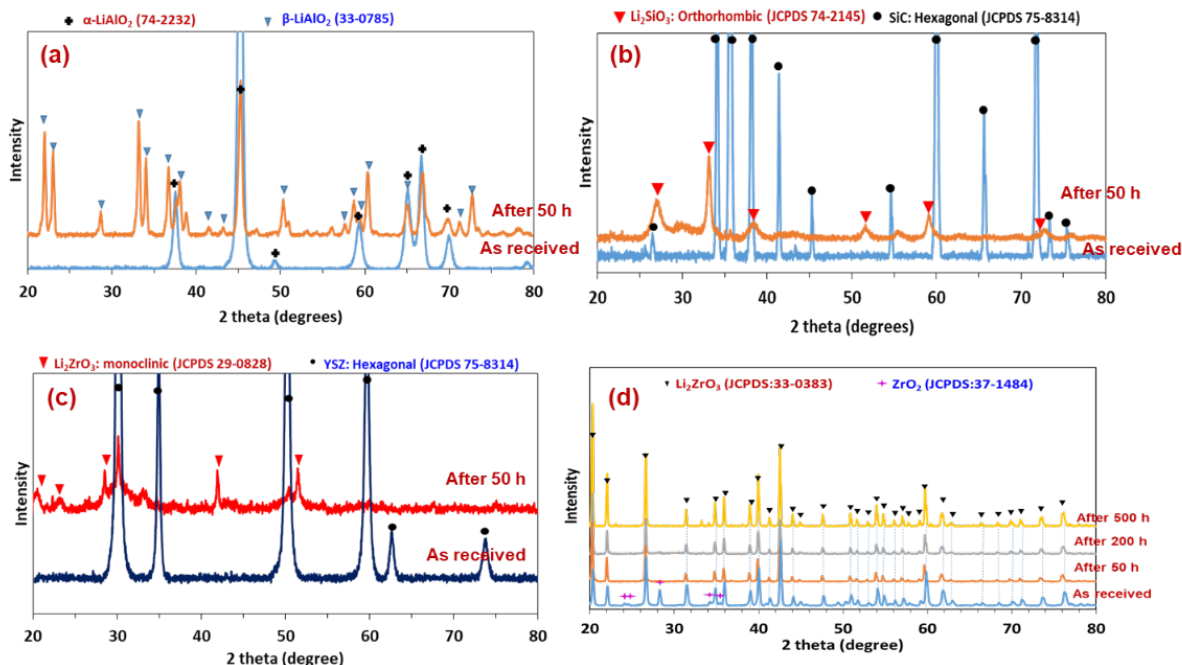 α-LiAlO₂ (74-2232) β-LiAlO₂ (33-0785)
(a)
Intensity
After 50 h
As received
20 30 40 50 60 70 80
2 theta (degrees)
Li₂SiO₃: Orthorhombic (JCPDS 74-2145) SiC: Hexagonal (JCPDS 75-8314)
(b)
Intensity
After 50 h
As received
20 30 40 50 60 70 80
2 theta (degrees)
Li₂ZrO₃: monoclinic (JCPDS 29-0828) YSZ: Hexagonal (JCPDS 75-8314)
(c)
Intensity
After 50 h
As received
20 30 40 50 60 70 80
2 theta (degree)
Li₂ZrO₃ (JCPDS:33-0383) ZrO₂ (JCPDS:37-1484)
(d)
Intensity
After 500 h
After 200 h
After 50 h
As received
20 30 40 50 60 70 80
2 theta (degree)